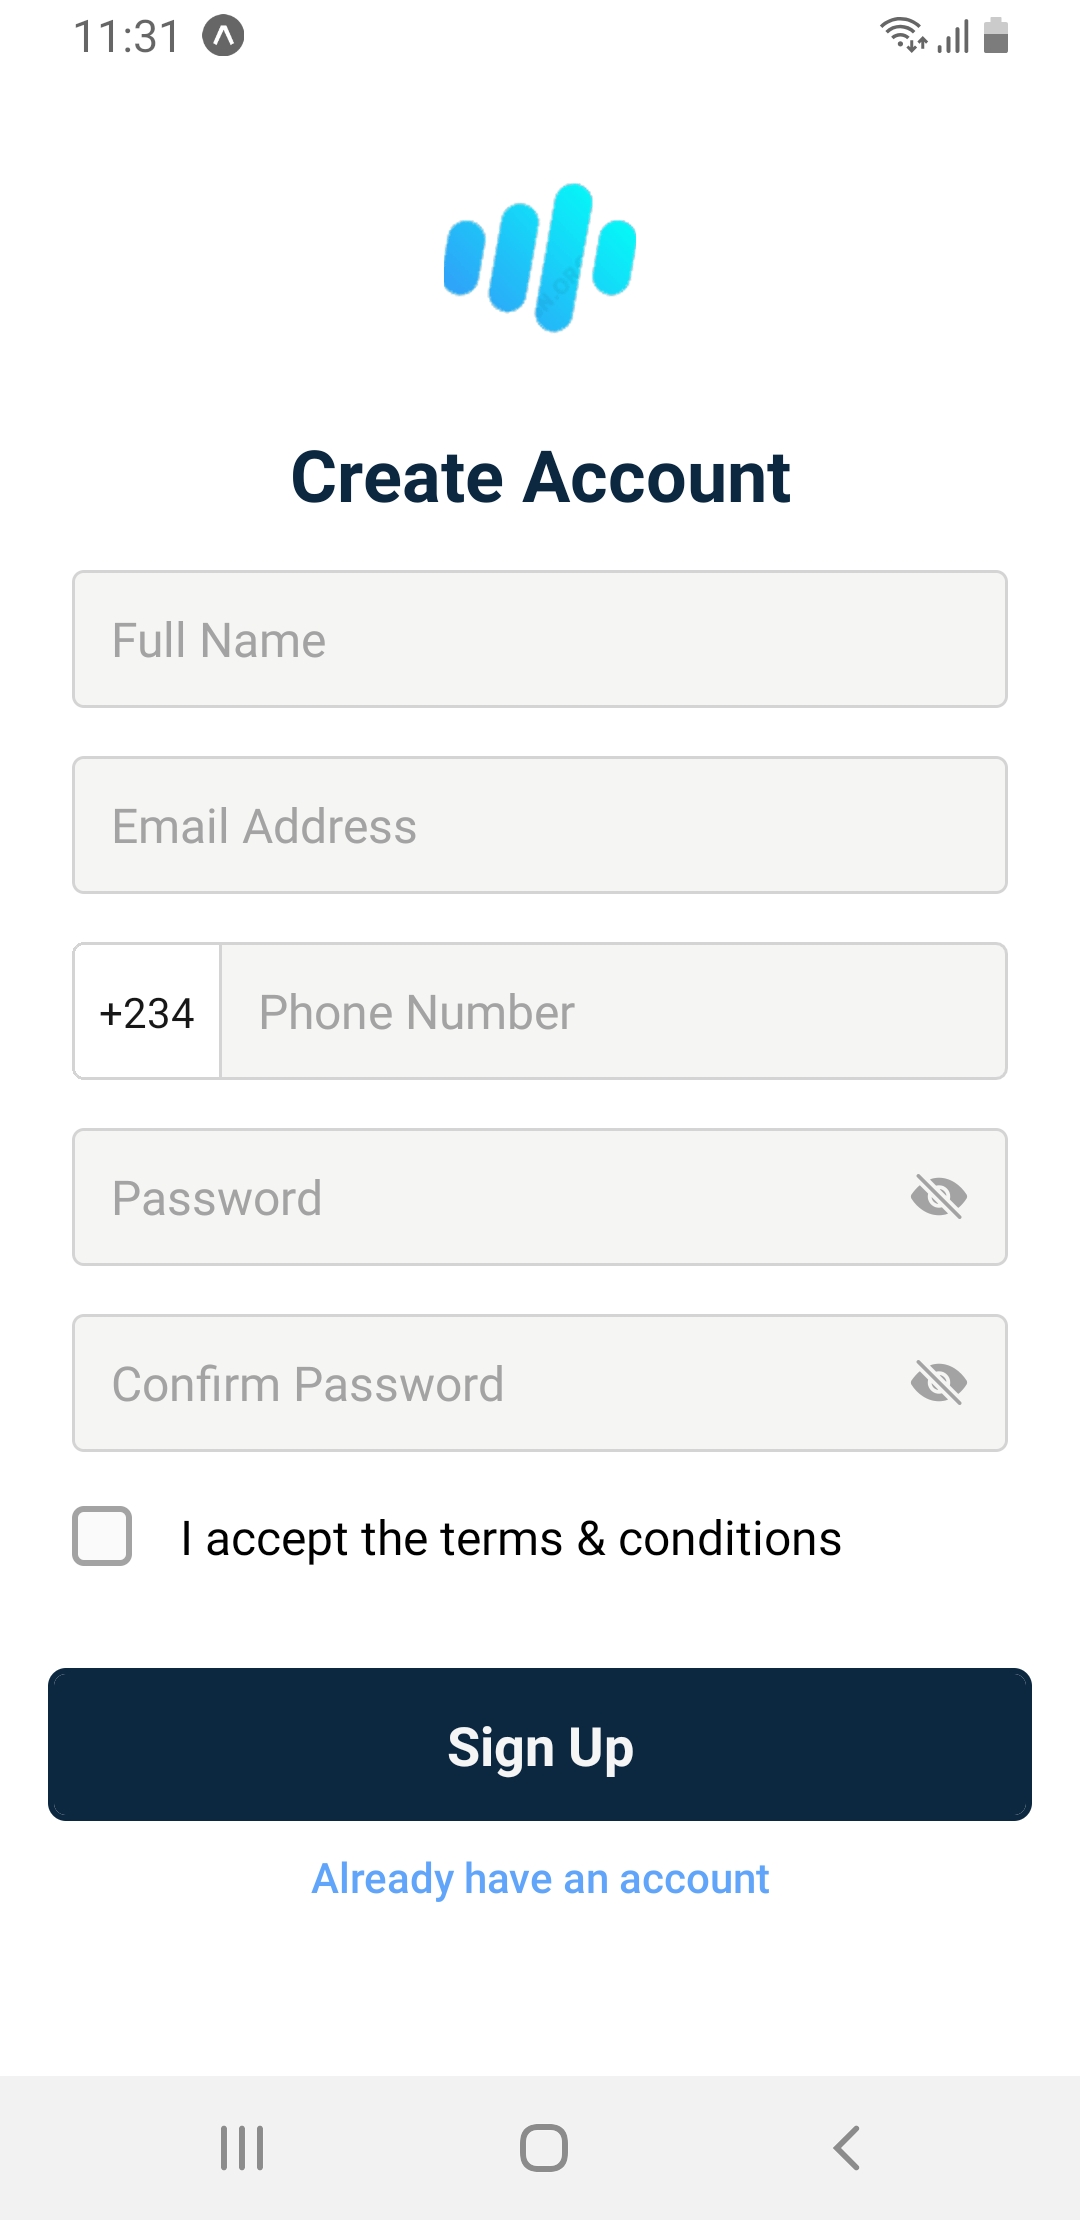 11:31
Create Account
Full Name
Email Address
+234 Phone Number
Password
Confirm Password
I accept the terms & conditions
Sign Up
Already have an account